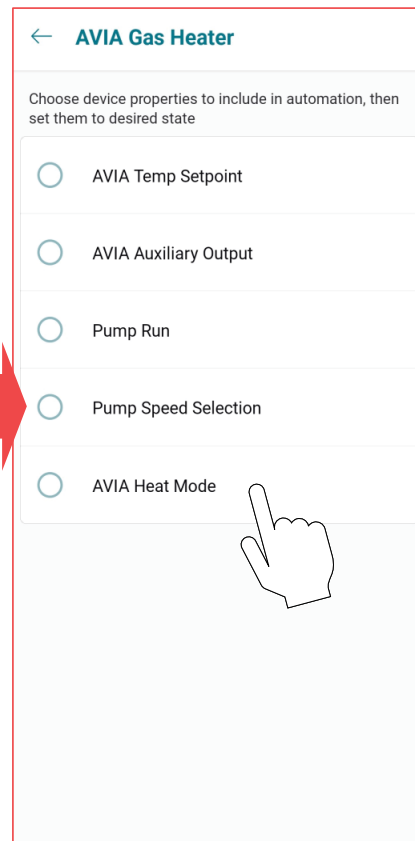 AVIA Gas Heater
Choose device properties to include in automation, then
set them to desired state
AVIA Temp Setpoint
AVIA Auxiliary Output
Pump Run
Pump Speed Selection
AVIA Heat Mode